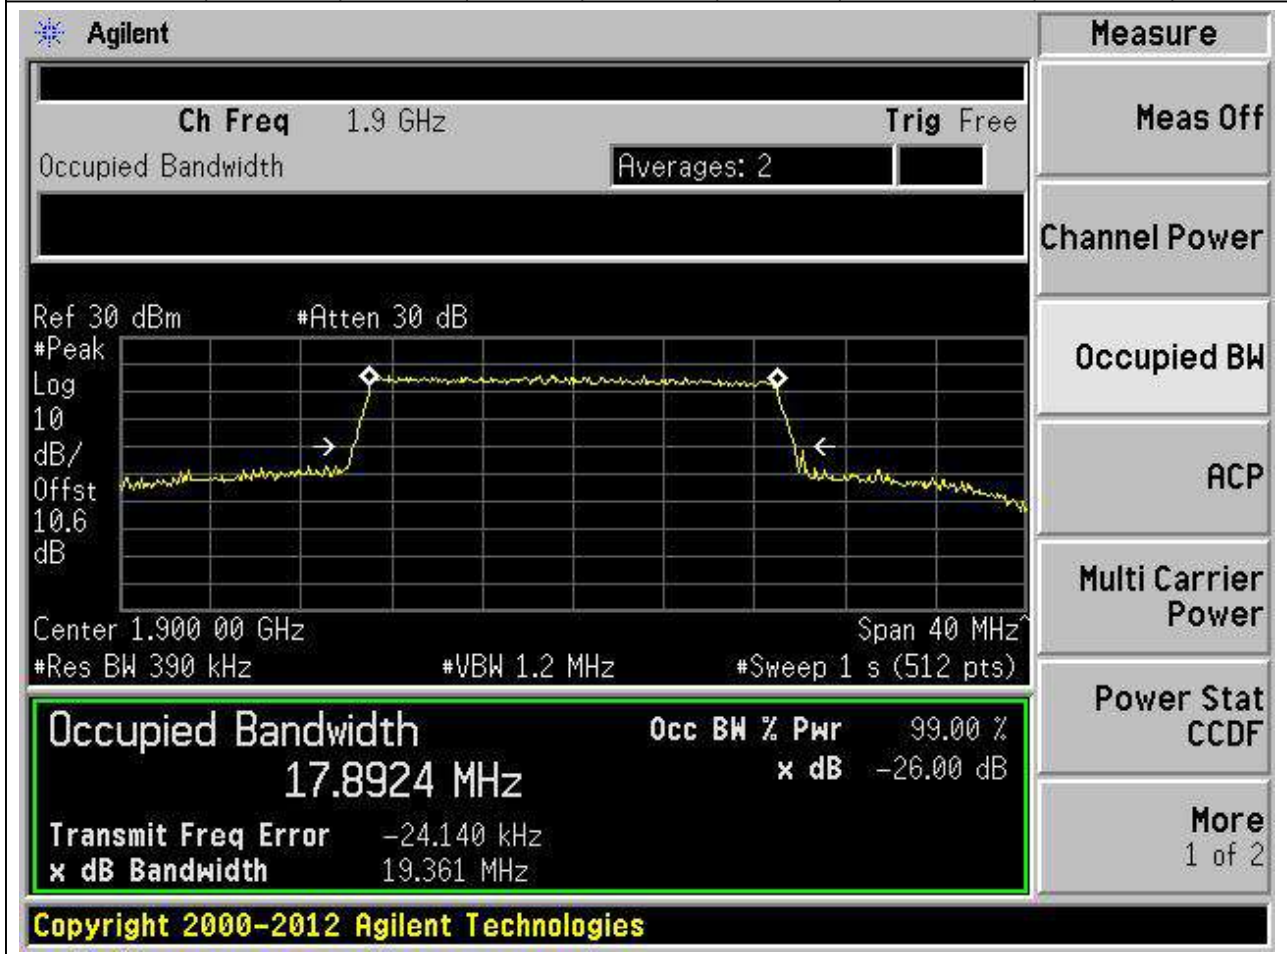 Agilent
Measure
Ch Freq 1.9 GHz Trig Free
Meas Off
Occupied Bandwidth Averages: 2
Channel Power
Ref 30 dBm #Atten 30 dB
#Peak
Log
10
dB/
Offst
10.6
dB
Occupied BW
ACP
Center 1.900 00 GHz Span 40 MHz^
#Res BW 390 kHz #VBW 1.2 MHz #Sweep 1 s (512 pts)
Multi Carrier
Power
Occupied Bandwidth Occ BW % Pwr 99.00 %
17.8924 MHz x dB -26.00 dB
Transmit Freq Error -24.140 kHz
x dB Bandwidth 19.361 MHz
Power Stat
CCDF
More
1 of 2
Copyright 2000-2012 Agilent Technologies